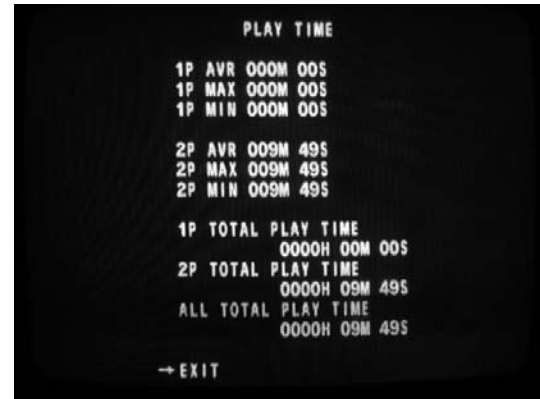 PLAY TIME
1P AVR 000M 00S
1P MAX 000M 00S
1P MIN 000M 00S
2P AVR 009M 49S
2P MAX 009M 49S
2P MIN 009M 49S
1P TOTAL PLAY TIME
0000H 00M 00S
2P TOTAL PLAY TIME
0000H 09M 49S
ALL TOTAL PLAY TIME
0000H 09M 49S
→EXIT